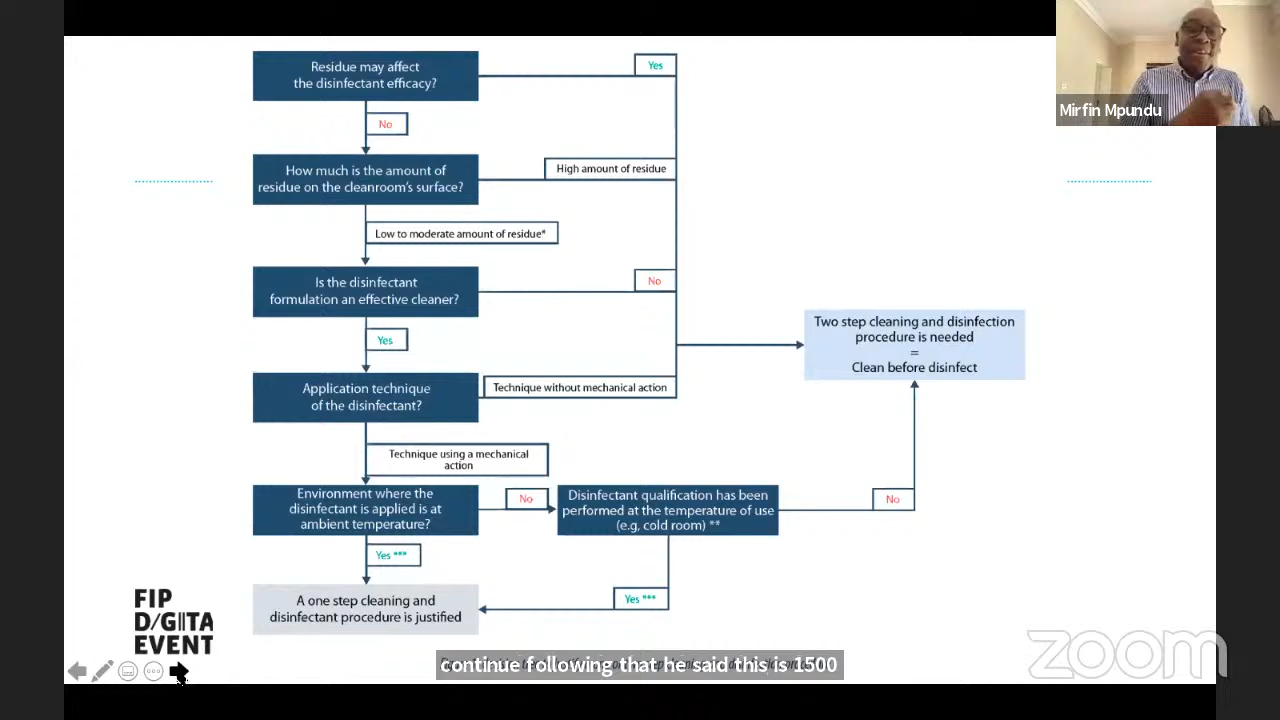 Mirfin Mpundu
Residue may affect
the disinfectant efficacy?
Yes
No
How much is the amount of
residue on the cleanroom's surface?
High amount of residue
Low to moderate amount of residue*
Is the disinfectant
formulation an effective cleaner?
No
Yes
Two step cleaning and disinfection
procedure is needed
=
Clean before disinfect
Application technique
of the disinfectant?
Technique without mechanical action
Technique using a mechanical
action
Environment where the
disinfectant is applied is at
ambient temperature?
No
Disinfectant qualification has been
performed at the temperature of use
(e.g, cold room) **
No
Yes ***
A one step cleaning and
disinfectant procedure is justified
Yes ***
FIP
D/GITA
EVENT
continue following that he said this is 1500
zoom